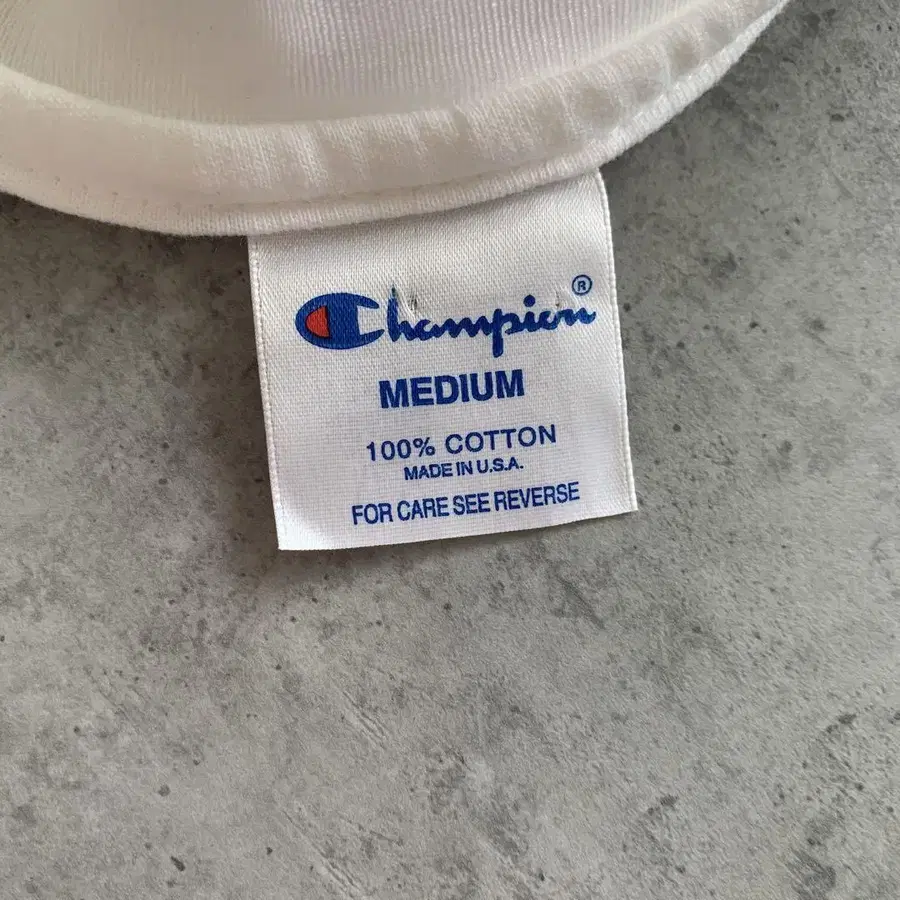 Champion®
MEDIUM
100% COTTON
MADE IN U.S.A.
FOR CARE SEE REVERSE